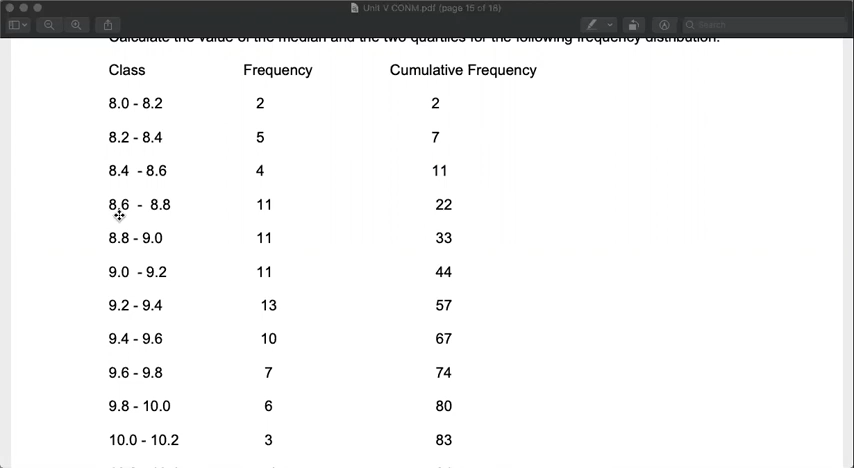 Unit V CONM.pdf (page 15 of 18)
Search
Calculate the value of the median and the two quartiles for the following frequency distribution.
Class Frequency Cumulative Frequency
8.0 - 8.2 2 2
8.2 - 8.4 5 7
8.4 - 8.6 4 11
8.6 - 8.8 11 22
8.8 - 9.0 11 33
9.0 - 9.2 11 44
9.2 - 9.4 13 57
9.4 - 9.6 10 67
9.6 - 9.8 7 74
9.8 - 10.0 6 80
10.0 - 10.2 3 83